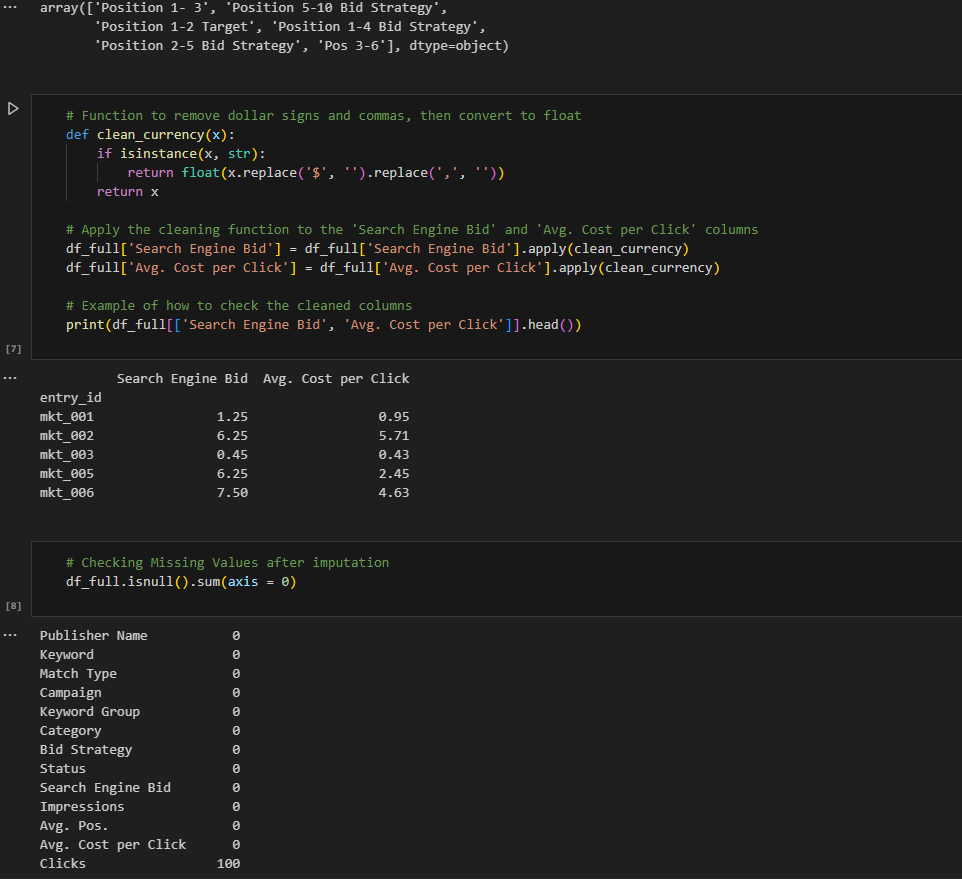 array(['Position 1- 3', 'Position 5-10 Bid Strategy',
       'Position 1-2 Target', 'Position 1-4 Bid Strategy',
       'Position 2-5 Bid Strategy', 'Pos 3-6'], dtype=object)
# Function to remove dollar signs and commas, then convert to float
def clean_currency(x):
    if isinstance(x, str):
        return float(x.replace('$', '').replace(',', ''))
    return x
# Apply the cleaning function to the 'Search Engine Bid' and 'Avg. Cost per Click' columns
df_full['Search Engine Bid'] = df_full['Search Engine Bid'].apply(clean_currency)
df_full['Avg. Cost per Click'] = df_full['Avg. Cost per Click'].apply(clean_currency)
# Example of how to check the cleaned columns
print(df_full[['Search Engine Bid', 'Avg. Cost per Click']].head())
[7]
          Search Engine Bid  Avg. Cost per Click
entry_id
mkt_001                1.25                 0.95
mkt_002                6.25                 5.71
mkt_003                0.45                 0.43
mkt_005                6.25                 2.45
mkt_006                7.50                 4.63
# Checking Missing Values after imputation
df_full.isnull().sum(axis = 0)
[8]
Publisher Name           0
Keyword                  0
Match Type               0
Campaign                 0
Keyword Group            0
Category                 0
Bid Strategy             0
Status                   0
Search Engine Bid        0
Impressions              0
Avg. Pos.                0
Avg. Cost per Click      0
Clicks                 100